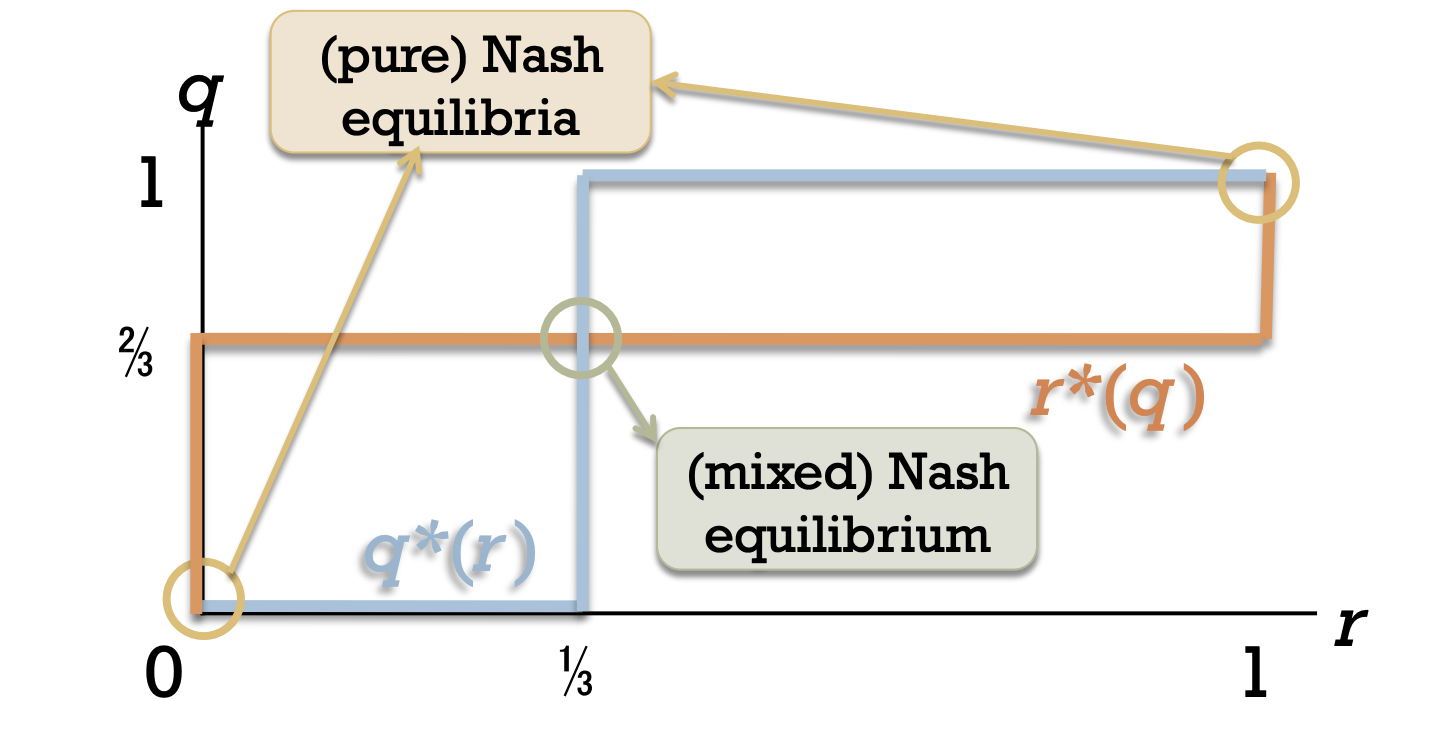 (pure) Nash
equilibria
q
1
⅔
r*(q)
(mixed) Nash
equilibrium
q*(r)
r
0
⅓
1